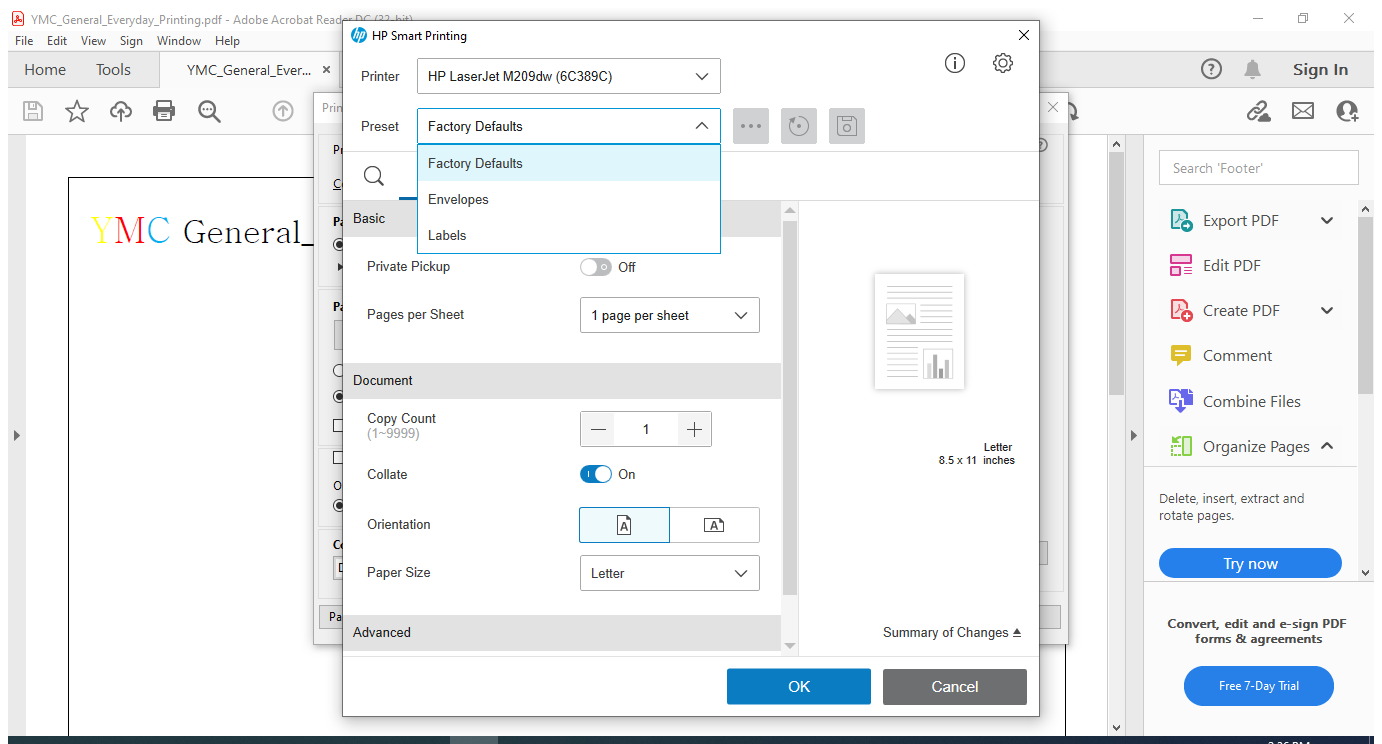 YMC_General_Everyday_Printing.pdf - Adobe Acrobat Reader DC (32-bit)
File Edit View Sign Window Help
Home Tools YMC_General_Ever... × Sign In
HP Smart Printing
Printer HP LaserJet M209dw (6C389C)
Preset Factory Defaults
Factory Defaults
Envelopes
Labels
Basic
Private Pickup Off
Pages per Sheet 1 page per sheet
Document
Copy Count
(1~9999)
1
Collate On
Orientation
Paper Size Letter
Advanced
Letter
8.5 x 11 inches
Summary of Changes
OK Cancel
YMC General_
Search 'Footer'
Export PDF
Edit PDF
Create PDF
Comment
Combine Files
Organize Pages
Delete, insert, extract and
rotate pages.
Try now
Convert, edit and e-sign PDF
forms & agreements
Free 7-Day Trial